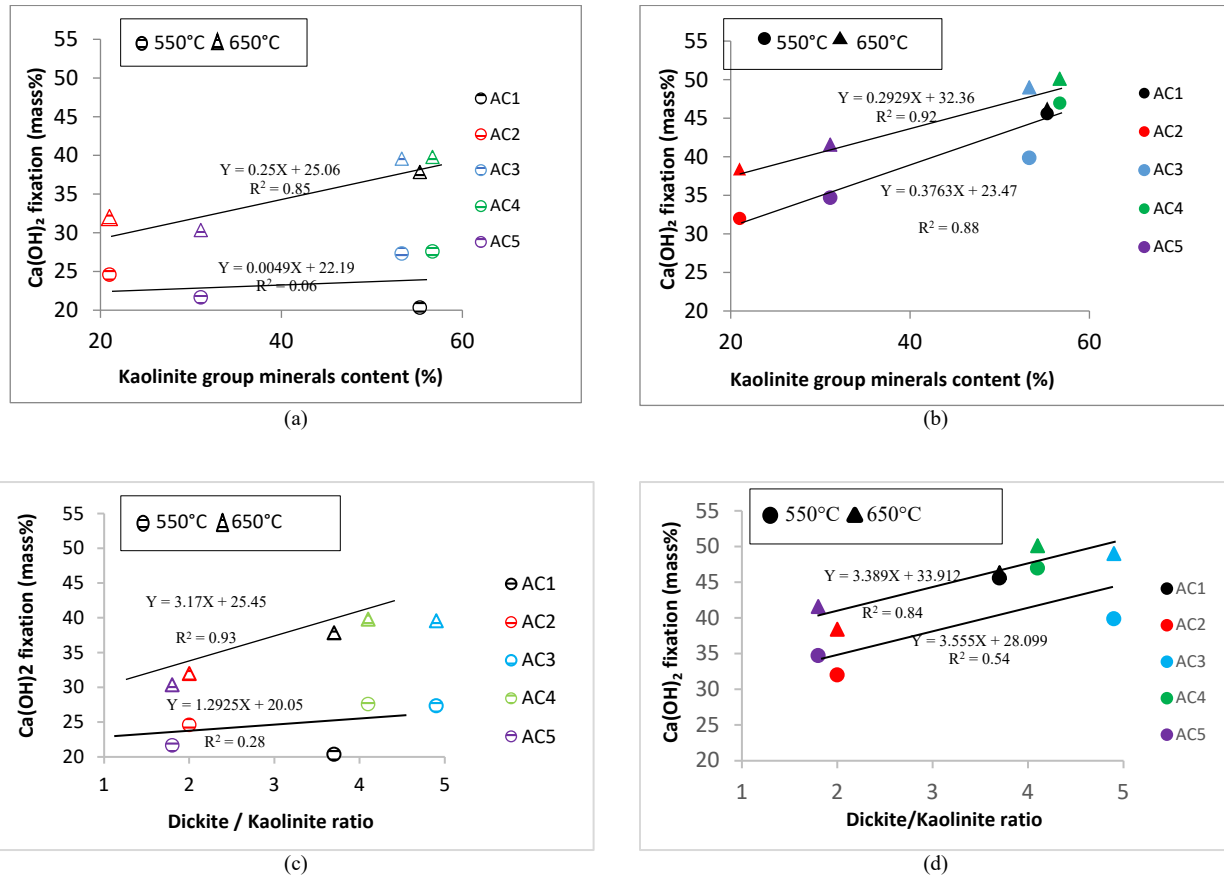 550°C 650°C
Ca(OH)₂ fixation (mass%)
55
50
45
40
35
30
25
20
Y = 0.25X + 25.06
R² = 0.85
Y = 0.0049X + 22.19
R² = 0.06
AC1
AC2
AC3
AC4
AC5
20 40 60
Kaolinite group minerals content (%)
(a)
550°C 650°C
Ca(OH)₂ fixation (mass%)
55
50
45
40
35
30
25
20
Y = 0.2929X + 32.36
R² = 0.92
Y = 0.3763X + 23.47
R² = 0.88
AC1
AC2
AC3
AC4
AC5
20 40 60
Kaolinite group minerals content (%)
(b)
550°C 650°C
Ca(OH)2 fixation (mass%)
55
50
45
40
35
30
25
20
Y = 3.17X + 25.45
R² = 0.93
Y = 1.2925X + 20.05
R² = 0.28
AC1
AC2
AC3
AC4
AC5
1 2 3 4 5
Dickite / Kaolinite ratio
(c)
550°C 650°C
Ca(OH)₂ fixation (mass%)
55
50
45
40
35
30
25
20
Y = 3.389X + 33.912
R² = 0.84
Y = 3.555X + 28.099
R² = 0.54
AC1
AC2
AC3
AC4
AC5
1 2 3 4 5
Dickite/Kaolinite ratio
(d)